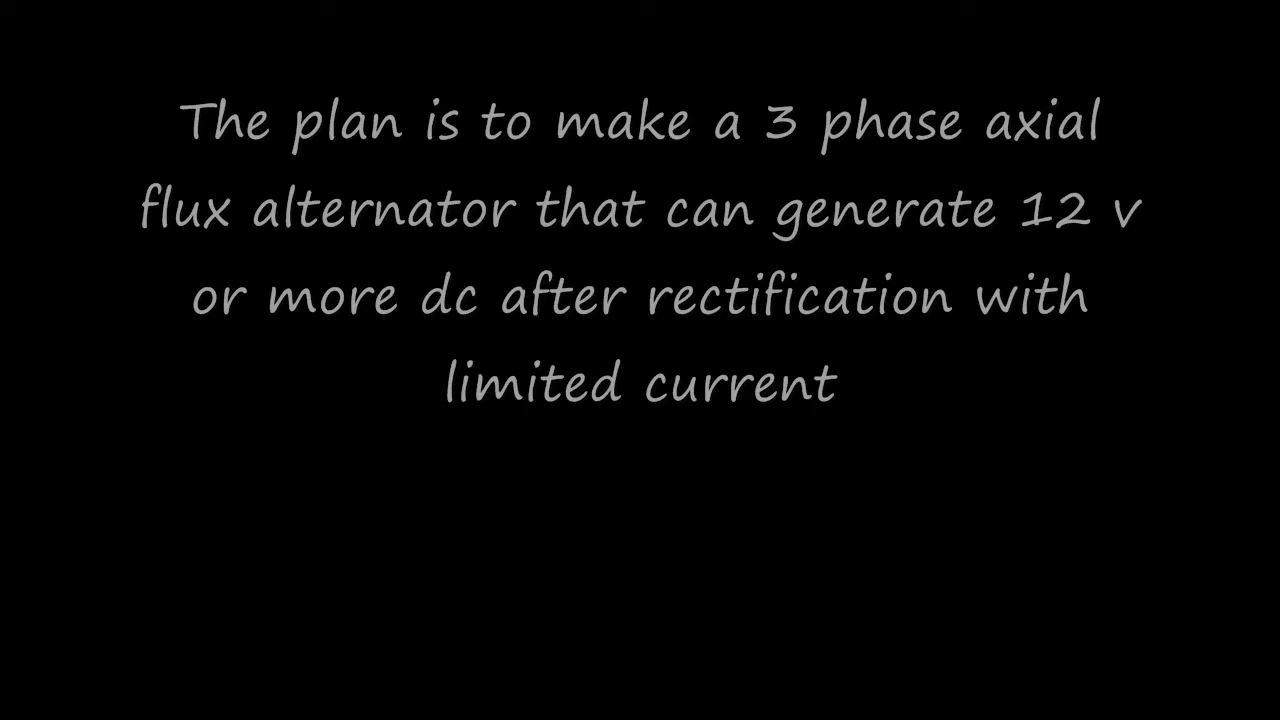 The plan is to make a 3 phase axial
flux alternator that can generate 12 v
or more dc after rectification with
limited current